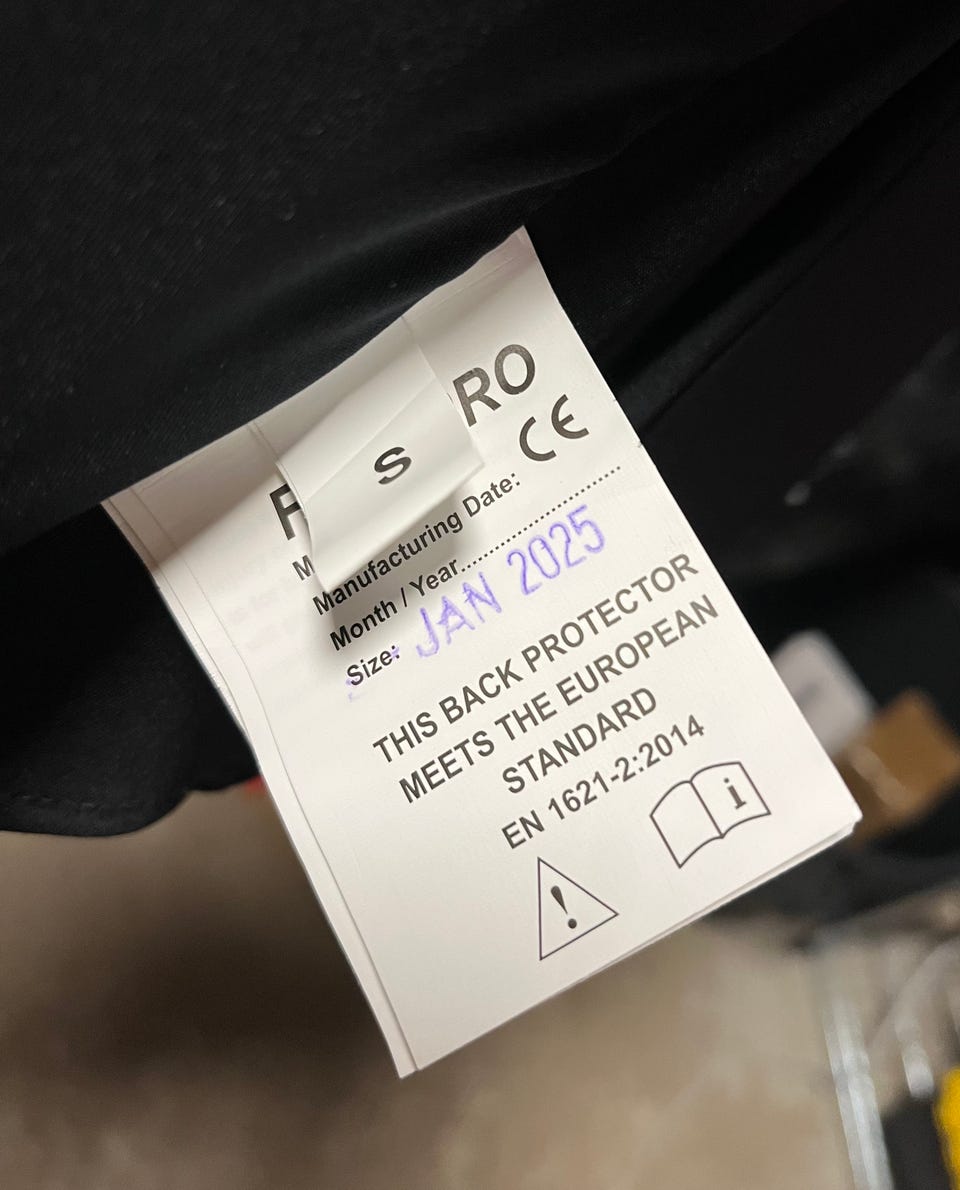 S
RO
CE
Manufacturing Date:
Month / Year..............................
JAN 2025
Size:
THIS BACK PROTECTOR
MEETS THE EUROPEAN
STANDARD
EN 1621-2:2014
i
!